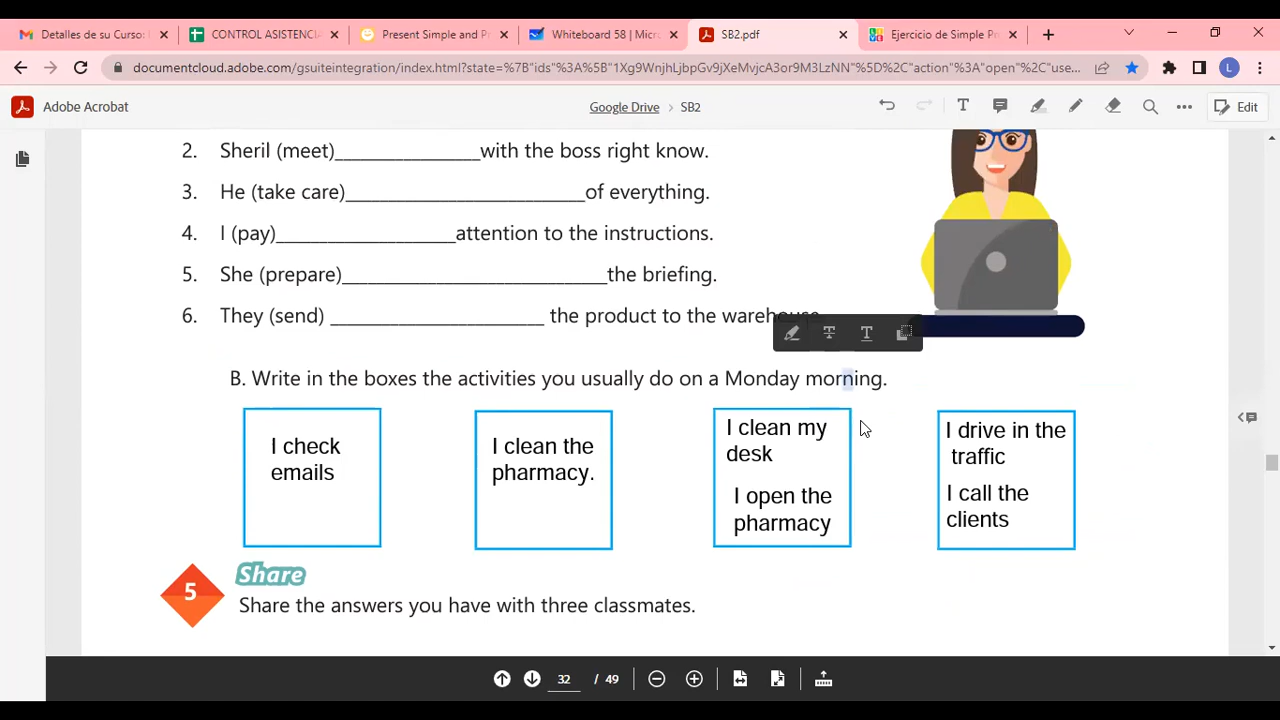 Detalles de su Curso:
CONTROL ASISTENCIA
Present Simple and P
Whiteboard 58 | Micr
SB2.pdf
Ejercicio de Simple Pr
documentcloud.adobe.com/gsuiteintegration/index.html?state=%7B"ids"%3A%5B"1Xg9WnjhLjbpGv9jXeMvjcA3or9M3LzNN"%5D%2C"action"%3A"open"%2C"use...
L
Adobe Acrobat
Google Drive
SB2
Edit
2. Sheril (meet)________________with the boss right know.
3. He (take care)__________________________of everything.
4. I (pay)____________________attention to the instructions.
5. She (prepare)_____________________________the briefing.
6. They (send) ________________________ the product to the warehouse.
B. Write in the boxes the activities you usually do on a Monday morning.
I check
emails
I clean the
pharmacy.
I clean my
desk
I open the
pharmacy
I drive in the
traffic
I call the
clients
5
Share
Share the answers you have with three classmates.
32 / 49